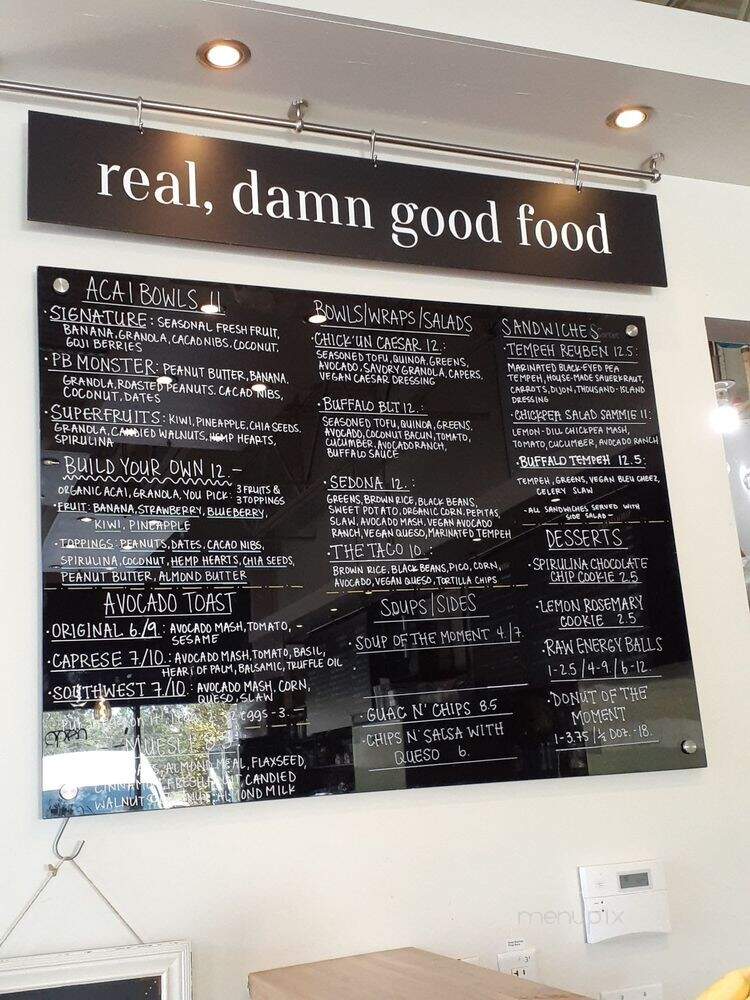 real, damn good food
ACAI BOWLS 11
• SIGNATURE: SEASONAL FRESH FRUIT,
BANANA, GRANOLA, CACAO NIBS, COCONUT,
GOJI BERRIES
• PB MONSTER: PEANUT BUTTER, BANANA,
GRANOLA, ROASTED PEANUTS, CACAO NIBS,
COCONUT, DATES
• SUPERFRUITS: KIWI, PINEAPPLE, CHIA SEEDS,
GRANOLA, CANDIED WALNUTS, HEMP HEARTS,
SPIRULINA
- BUILD YOUR OWN 12. -
ORGANIC ACAI, GRANOLA, YOU PICK: 3 FRUITS &
3 TOPPINGS
• FRUIT: BANANA, STRAWBERRY, BLUEBERRY,
KIWI, PINEAPPLE
• TOPPINGS: PEANUTS, DATES, CACAO NIBS,
SPIRULINA, COCONUT, HEMP HEARTS, CHIA SEEDS,
PEANUT BUTTER, ALMOND BUTTER
AVOCADO TOAST
• ORIGINAL 6/9: AVOCADO MASH, TOMATO, -
SESAME
• CAPRESE 7/10: AVOCADO MASH, TOMATO, BASIL,
HEART OF PALM, BALSAMIC, TRUFFLE OIL
• SOUTHWEST 7/10: AVOCADO MASH, CORN,
QUESO, SLAW
eggs - 3. -
MUESLI
ALMOND MEAL, FLAXSEED,
CANDIED
WALNUTS, ALMOND MILK
BOWLS/WRAPS/SALADS
• CHICK'UN CAESAR 12.:
SEASONED TOFU, QUINOA, GREENS,
AVOCADO, SAVORY GRANOLA, CAPERS,
VEGAN CAESAR DRESSING
• BUFFALO BLT 12.:
SEASONED TOFU, QUINOA, GREENS,
AVOCADO, COCONUT BACUN, TOMATO,
CUCUMBER, AVOCADO RANCH,
BUFFALO SAUCE
• SEDONA 12.:
GREENS, BROWN RICE, BLACK BEANS,
SWEET POTATO, ORGANIC CORN, PEPITAS,
SLAW, AVOCADO MASH, VEGAN AVOCADO
RANCH, VEGAN QUESO, MARINATED TEMPEH
• THE TACO 10.:
BROWN RICE, BLACK BEANS, PICO, CORN,
AVOCADO, VEGAN QUESO, TORTILLA CHIPS
SOUPS/SIDES
• SOUP OF THE MOMENT 4./7.
• GUAC N' CHIPS 8.5
• CHIPS N' SALSA WITH
QUESO 6.
SANDWICHES
• TEMPEH REUBEN 12.5:
MARINATED BLACK-EYED PEA
TEMPEH, HOUSE-MADE SAUERKRAUT,
CARROTS, DIJON, THOUSAND-ISLAND
DRESSING
• CHICKPEA SALAD SAMMIE 11:
LEMON-DILL CHICKPEA MASH,
TOMATO, CUCUMBER, AVOCADO RANCH
• BUFFALO TEMPEH 12.5:
TEMPEH, GREENS, VEGAN BLEU CHEEZ,
CELERY SLAW
- ALL SANDWICHES SERVED WITH
SIDE SALAD -
DESSERTS
• SPIRULINA CHOCOLATE
CHIP COOKIE 2.5
• LEMON ROSEMARY
COOKIE 2.5
• RAW ENERGY BALLS
1-2.5 / 4-9 / 6-12.
• DONUT OF THE
MOMENT
1-3.75 / ½ DOZ. -18.
menupix